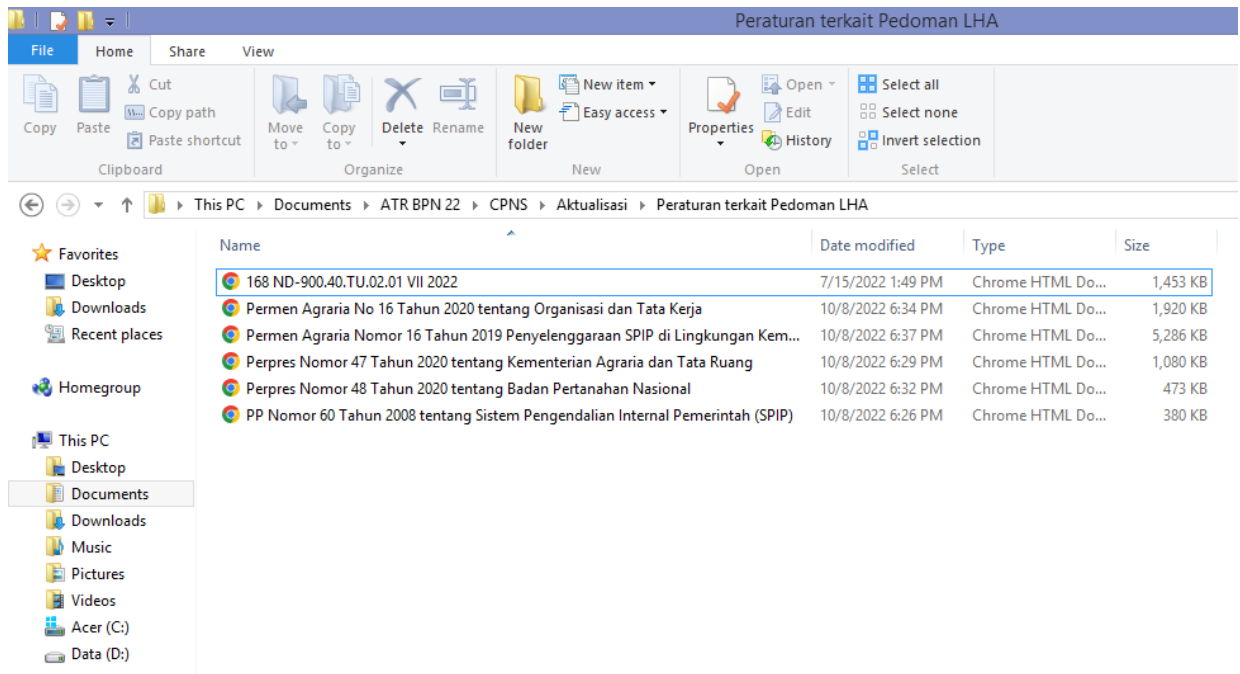 Peraturan terkait Pedoman LHA
File Home Share View
Copy
Paste
Cut
Copy path
Paste shortcut
Clipboard
Move to
Copy to
Delete
Rename
Organize
New folder
New item
Easy access
New
Properties
Open
Edit
History
Open
Select all
Select none
Invert selection
Select
This PC Documents ATR BPN 22 CPNS Aktualisasi Peraturan terkait Pedoman LHA
Favorites
Desktop
Downloads
Recent places
Homegroup
This PC
Desktop
Documents
Downloads
Music
Pictures
Videos
Acer (C:)
Data (D:)
Name Date modified Type Size
168 ND-900.40.TU.02.01 VII 2022 7/15/2022 1:49 PM Chrome HTML Do... 1,453 KB
Permen Agraria No 16 Tahun 2020 tentang Organisasi dan Tata Kerja 10/8/2022 6:34 PM Chrome HTML Do... 1,920 KB
Permen Agraria Nomor 16 Tahun 2019 Penyelenggaraan SPIP di Lingkungan Kem... 10/8/2022 6:37 PM Chrome HTML Do... 5,286 KB
Perpres Nomor 47 Tahun 2020 tentang Kementerian Agraria dan Tata Ruang 10/8/2022 6:29 PM Chrome HTML Do... 1,080 KB
Perpres Nomor 48 Tahun 2020 tentang Badan Pertanahan Nasional 10/8/2022 6:32 PM Chrome HTML Do... 473 KB
PP Nomor 60 Tahun 2008 tentang Sistem Pengendalian Internal Pemerintah (SPIP) 10/8/2022 6:26 PM Chrome HTML Do... 380 KB